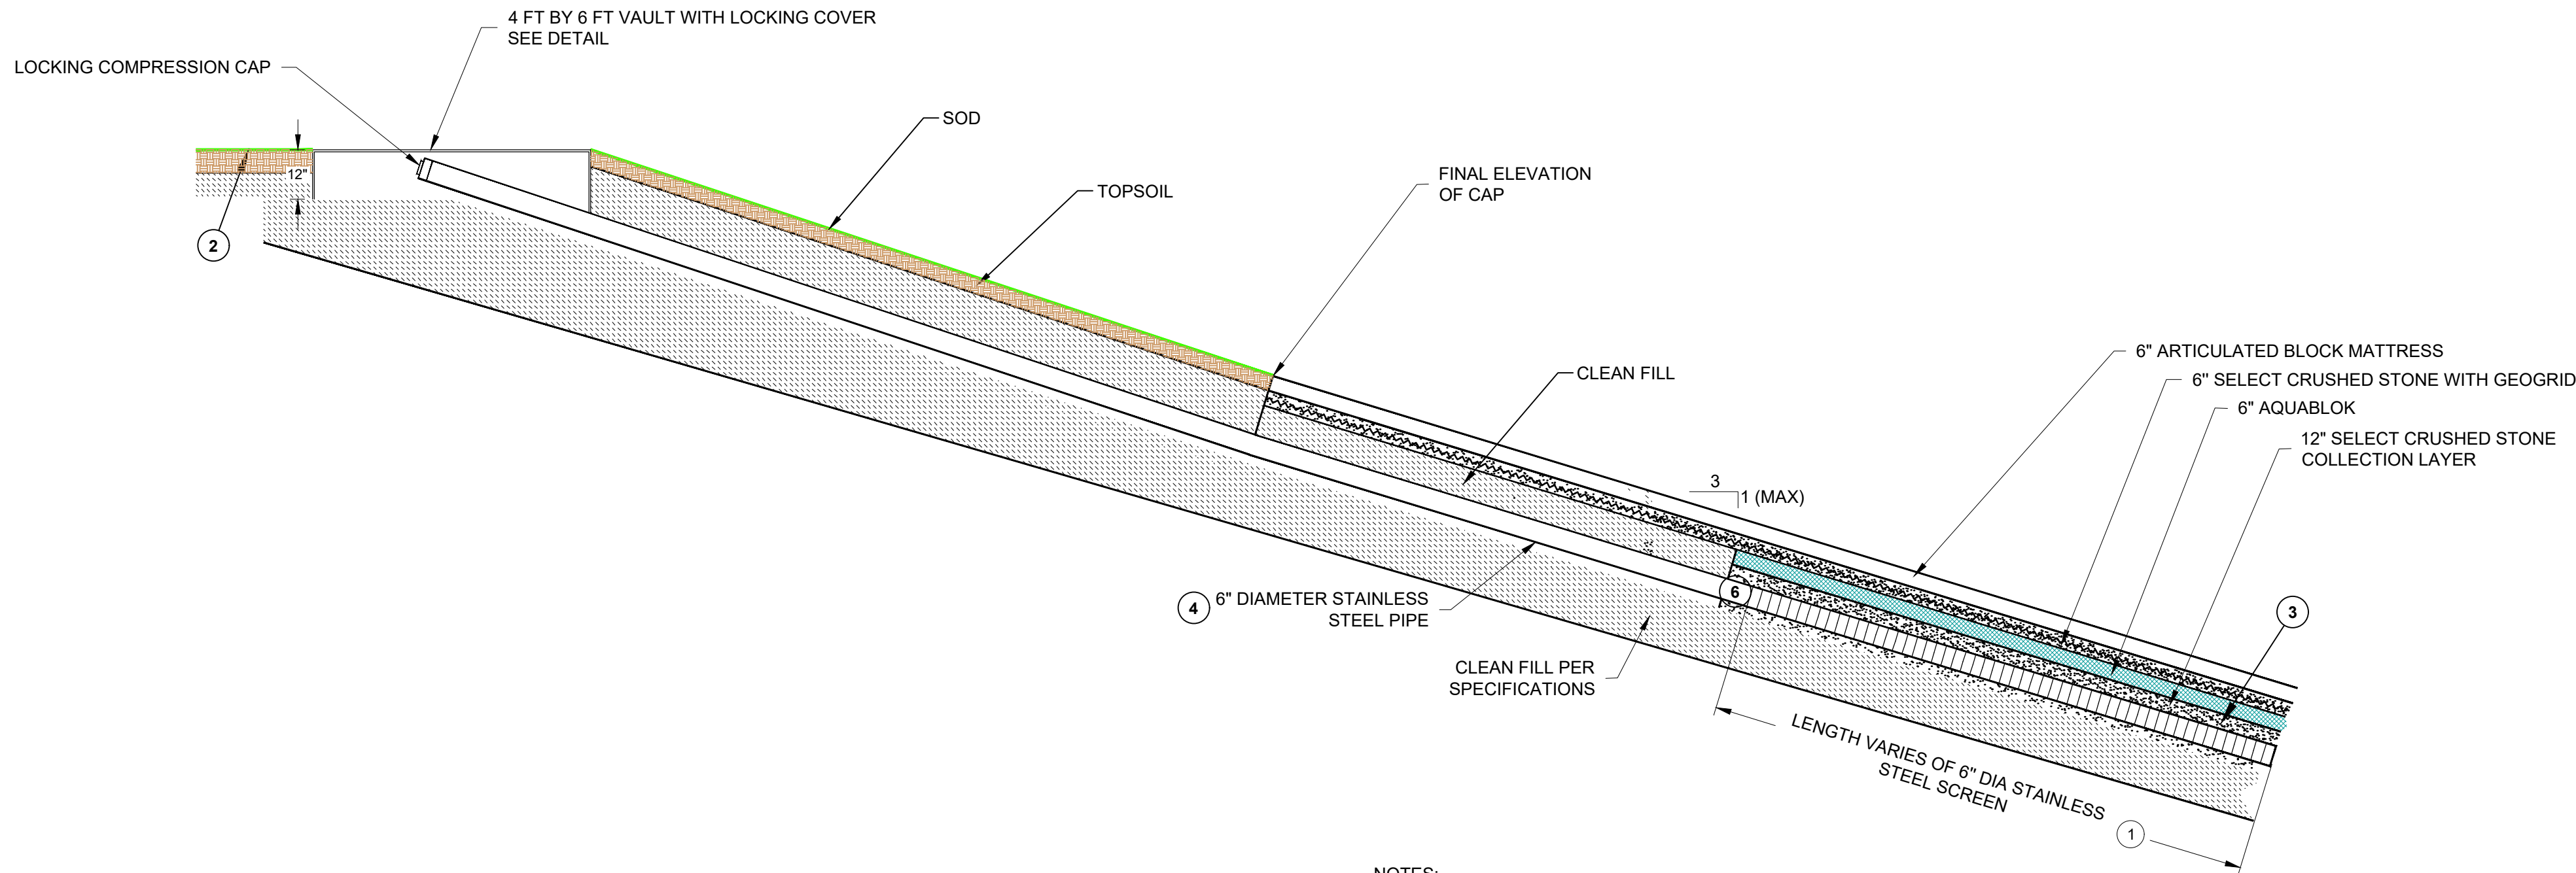 4 FT BY 6 FT VAULT WITH LOCKING COVER
SEE DETAIL
LOCKING COMPRESSION CAP
SOD
12"
TOPSOIL
FINAL ELEVATION
OF CAP
2
6" ARTICULATED BLOCK MATTRESS
CLEAN FILL
6" SELECT CRUSHED STONE WITH GEOGRID
6" AQUABLOK
12" SELECT CRUSHED STONE
COLLECTION LAYER
3
1 (MAX)
4
6" DIAMETER STAINLESS
STEEL PIPE
6
3
CLEAN FILL PER
SPECIFICATIONS
LENGTH VARIES OF 6" DIA STAINLESS
STEEL SCREEN
1
NOTES: